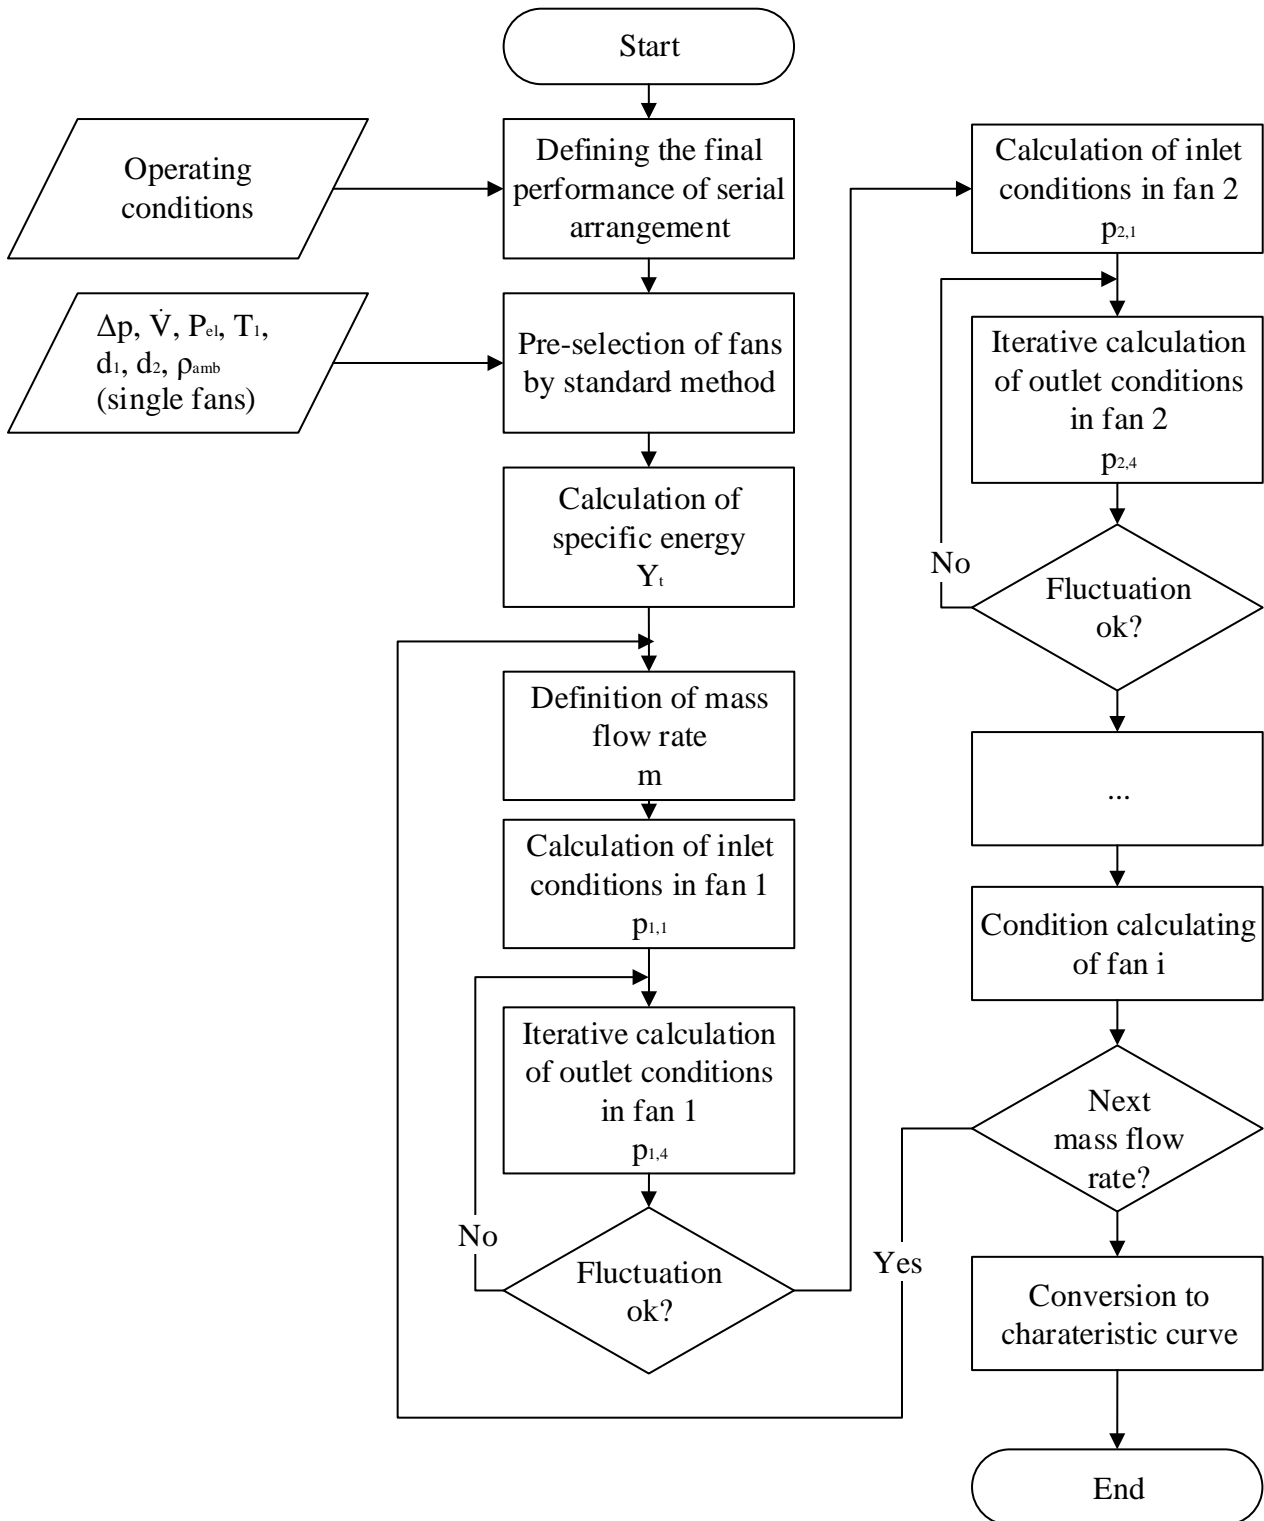 Start
Operating
conditions
Defining the final
performance of serial
arrangement
Δp, V̇, Pₑₗ, T₁,
d₁, d₂, ρamb
(single fans)
Pre-selection of fans
by standard method
Calculation of
specific energy
Yₜ
Definition of mass
flow rate
m
Calculation of inlet
conditions in fan 1
p₁,₁
Iterative calculation
of outlet conditions
in fan 1
p₁,₄
No
Fluctuation
ok?
Calculation of inlet
conditions in fan 2
p₂,₁
Iterative calculation
of outlet conditions
in fan 2
p₂,₄
No
Fluctuation
ok?
...
Condition calculating
of fan i
Next
mass flow
rate?
Yes
Conversion to
charateristic curve
End